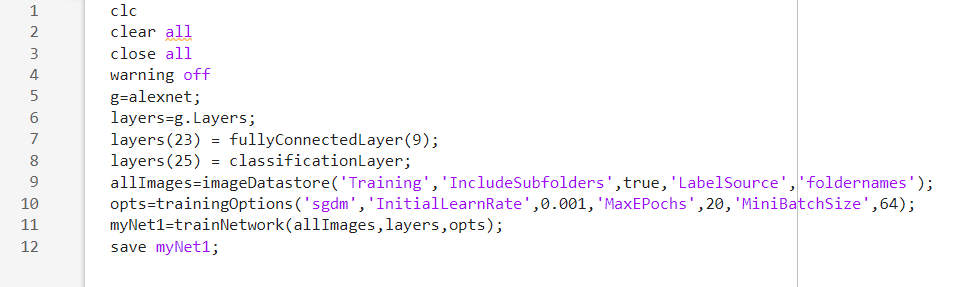 1 clc
2 clear all
3 close all
4 warning off
5 g=alexnet;
6 layers=g.Layers;
7 layers(23) = fullyConnectedLayer(9);
8 layers(25) = classificationLayer;
9 allImages=imageDatastore('Training','IncludeSubfolders',true,'LabelSource','foldernames');
10 opts=trainingOptions('sgdm','InitialLearnRate',0.001,'MaxEPochs',20,'MiniBatchSize',64);
11 myNet1=trainNetwork(allImages,layers,opts);
12 save myNet1;